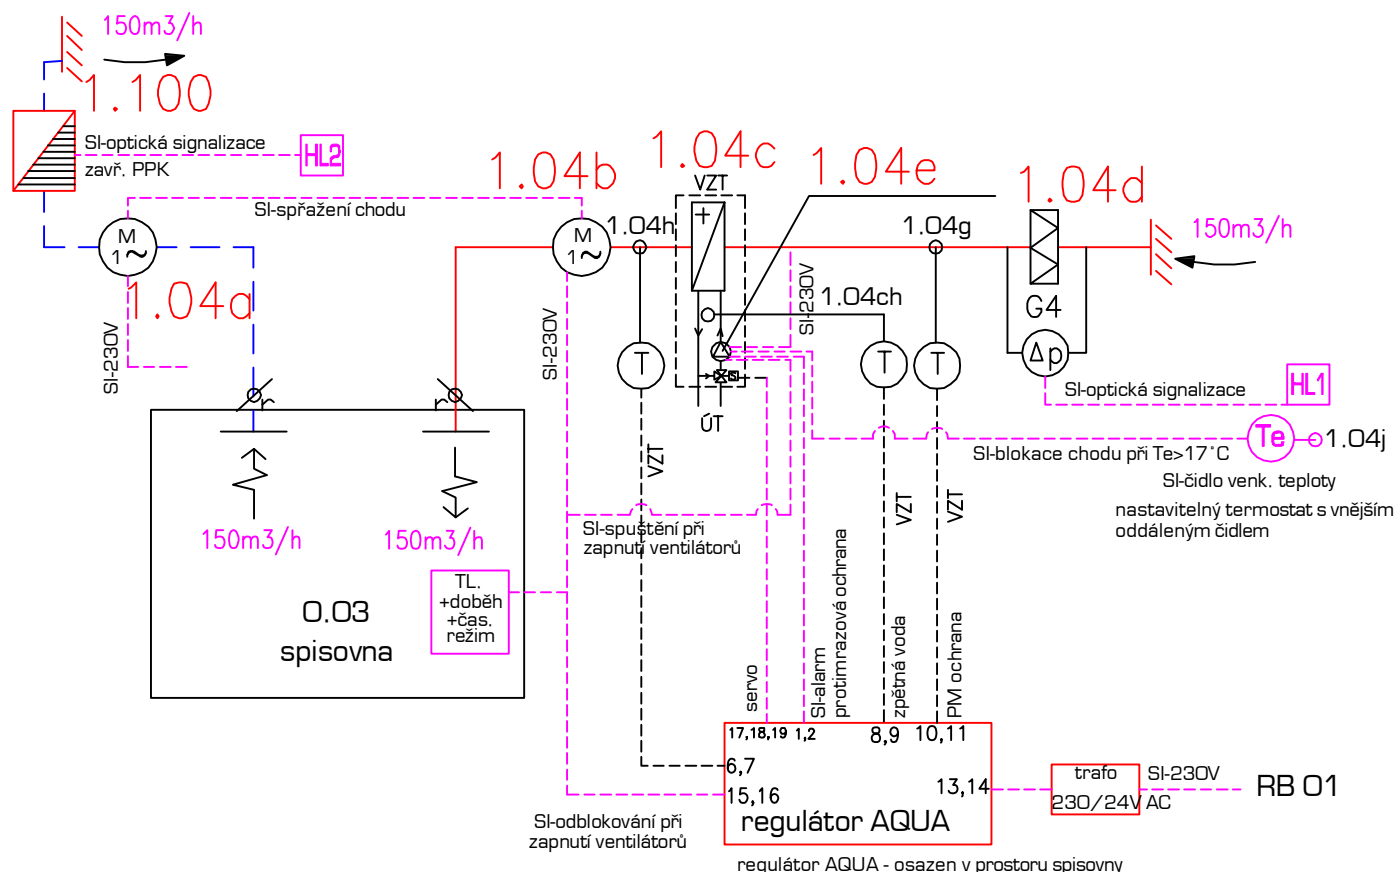 150m3/h
1.100
SI-optická signalizace
zavř. PPK
HL2
1.04b
1.04c
VZT
1.04e
1.04d
SI-spřažení chodu
M
1~
1.04a
SI-230V
M
1~
SI-230V
1.04h
+
1.04g
150m3/h
SI-230V
1.04ch
G4
T
T
T
Δp
SI-optická signalizace
HL1
S
ÚT
Te
1.04j
SI-blokace chodu při Te>17°C
SI-čidlo venk. teploty
nastavitelný termostat s vnějším
oddáleným čidlem
r
r
150m3/h
150m3/h
VZT
VZT
VZT
SI-spuštění při
zapnutí ventilátorů
TL.
+doběh
+čas.
režim
0.03
spisovna
servo
SI-alarm
protimrazová ochrana
zpětná voda
PM ochrana
17,18
18,19
1,2
8,9
10,11
6,7
15,16
13,14
regulátor AQUA
trafo
230/24V AC
SI-230V
RB 01
SI-odblokování při
zapnutí ventilátorů
regulátor AQUA - osazen v prostoru spisovny